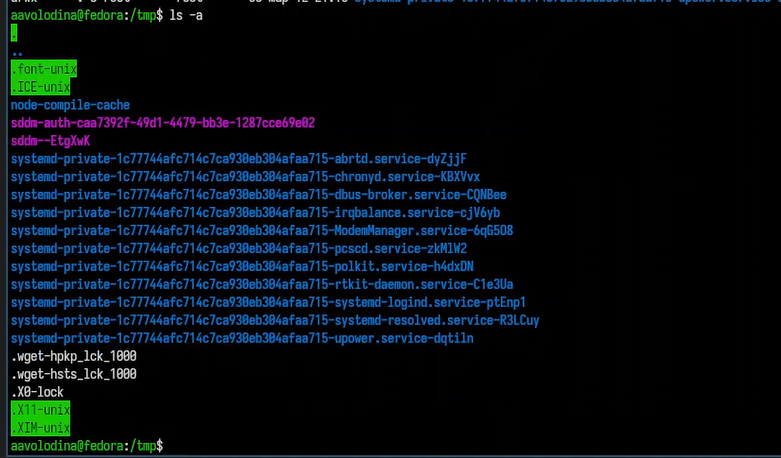 aavolodina@fedora:/tmp$ ls -a
.
..
.font-unix
.ICE-unix
node-compile-cache
sddm-auth-caa7392f-49d1-4479-bb3e-1287cce69e02
sddm--EtgXwK
systemd-private-1c77744afc714c7ca930eb304afaa715-abrtd.service-dyZjjF
systemd-private-1c77744afc714c7ca930eb304afaa715-chronyd.service-KBXVvx
systemd-private-1c77744afc714c7ca930eb304afaa715-dbus-broker.service-CQNBee
systemd-private-1c77744afc714c7ca930eb304afaa715-irqbalance.service-cjV6yb
systemd-private-1c77744afc714c7ca930eb304afaa715-ModemManager.service-6qG5O8
systemd-private-1c77744afc714c7ca930eb304afaa715-pcscd.service-zkMlW2
systemd-private-1c77744afc714c7ca930eb304afaa715-polkit.service-h4dxDN
systemd-private-1c77744afc714c7ca930eb304afaa715-rtkit-daemon.service-C1e3Ua
systemd-private-1c77744afc714c7ca930eb304afaa715-systemd-logind.service-ptEnp1
systemd-private-1c77744afc714c7ca930eb304afaa715-systemd-resolved.service-R3LCuy
systemd-private-1c77744afc714c7ca930eb304afaa715-upower.service-dqtiln
.wget-hpkp_lck_1000
.wget-hsts_lck_1000
.X0-lock
.X11-unix
.XIM-unix
aavolodina@fedora:/tmp$